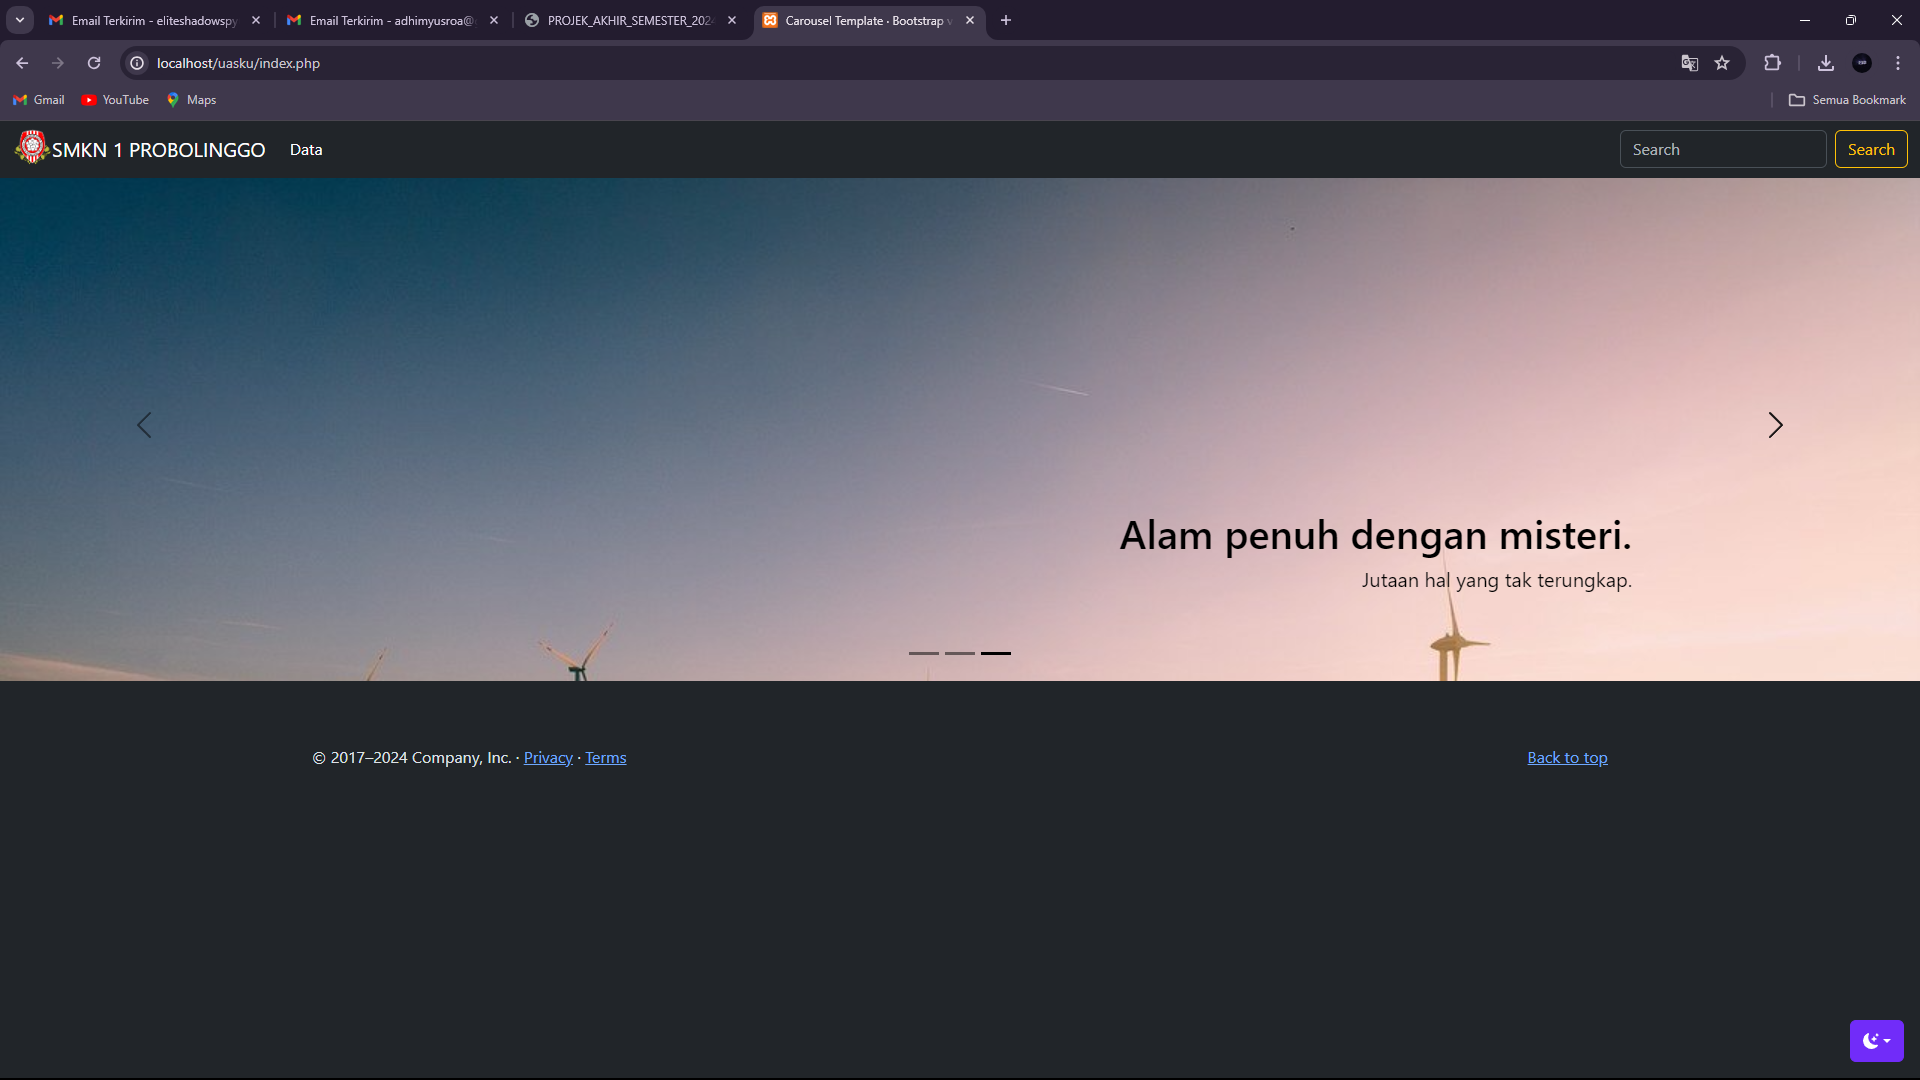 Email Terkirim - eliteshadowspy
Email Terkirim - adhimyusroa@
PROJEK_AKHIR_SEMESTER_202
Carousel Template · Bootstrap
localhost/uasku/index.php
Gmail
YouTube
Maps
Semua Bookmark
SMKN 1 PROBOLINGGO
Data
Search
Search
Alam penuh dengan misteri.
Jutaan hal yang tak terungkap.
© 2017–2024 Company, Inc. · Privacy · Terms
Back to top